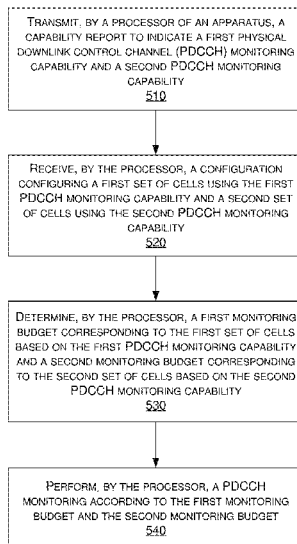 TRANSMIT, BY A PROCESSOR OF AN APPARATUS, A
CAPABILITY REPORT TO INDICATE A FIRST PHYSICAL
DOWNLINK CONTROL CHANNEL (PDCCH) MONITORING
CAPABILITY AND A SECOND PDCCH MONITORING
CAPABILITY
510
RECEIVE, BY THE PROCESSOR, A CONFIGURATION
CONFIGURING A FIRST SET OF CELLS USING THE FIRST
PDCCH MONITORING CAPABILITY AND A SECOND SET
OF CELLS USING THE SECOND PDCCH MONITORING
CAPABILITY
520
DETERMINE, BY THE PROCESSOR, A FIRST MONITORING
BUDGET CORRESPONDING TO THE FIRST SET OF CELLS
BASED ON THE FIRST PDCCH MONITORING CAPABILITY
AND A SECOND MONITORING BUDGET CORRESPONDING
TO THE SECOND SET OF CELLS BASED ON THE SECOND
PDCCH MONITORING CAPABILITY
530
PERFORM, BY THE PROCESSOR, A PDCCH
MONITORING ACCORDING TO THE FIRST MONITORING
BUDGET AND THE SECOND MONITORING BUDGET
540